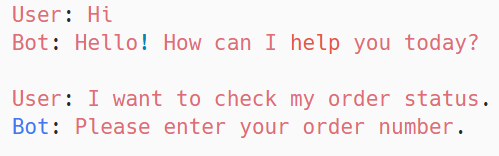 User: Hi
Bot: Hello! How can I help you today?

User: I want to check my order status.
Bot: Please enter your order number.